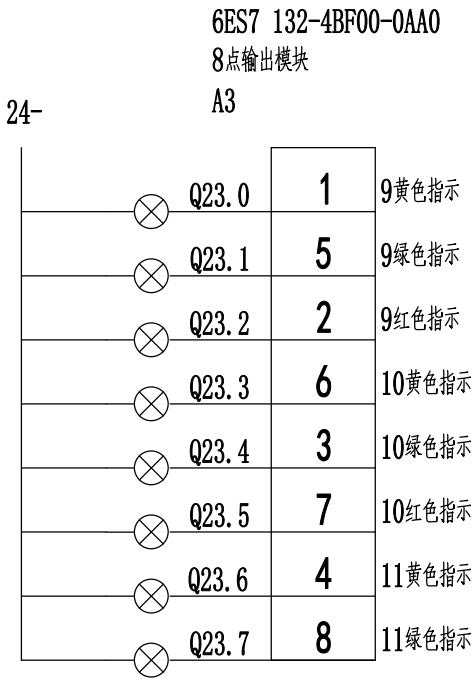 6ES7 132-4BF00-0AA0
8点输出模块
A3
24-
Q23.0 1 9黄色指示
Q23.1 5 9绿色指示
Q23.2 2 9红色指示
Q23.3 6 10黄色指示
Q23.4 3 10绿色指示
Q23.5 7 10红色指示
Q23.6 4 11黄色指示
Q23.7 8 11绿色指示